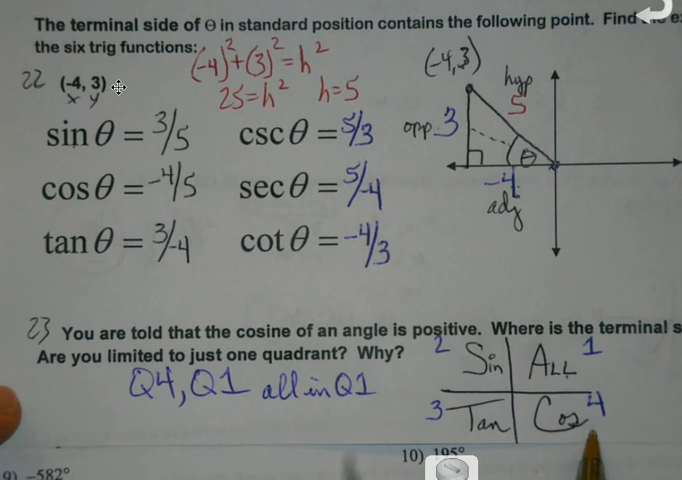 The terminal side of Θ in standard position contains the following point. Find the
the six trig functions:
(-4)²+(3)²=h²
25=h² h=5
22 (-4, 3)
x y
sin θ = 3/5 csc θ = 5/3
cos θ = -4/5 sec θ = 5/-4
tan θ = 3/-4 cot θ = -4/3
(-4,3)
hyp
5
opp. 3
θ
-4
adj
23 You are told that the cosine of an angle is positive. Where is the terminal
Are you limited to just one quadrant? Why?
Q4, Q1 all in Q1
2 Sin ALL 1
3 Tan Cos 4
10) 195°
9) -582°